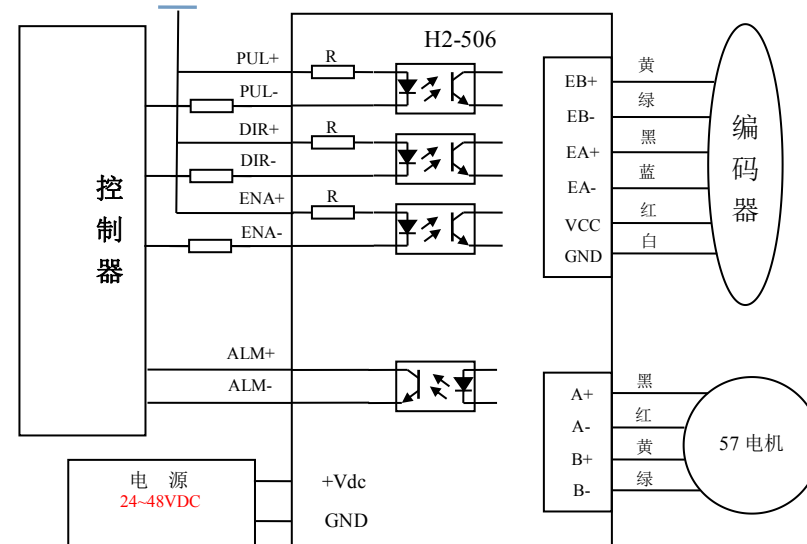 H2-506
PUL+
R
PUL-
DIR+
R
DIR-
ENA+
R
ENA-
控制器
ALM+
ALM-
电 源
24~48VDC
+Vdc
GND
EB+
黄
EB-
绿
EA+
黑
EA-
蓝
VCC
红
GND
白
编码器
A+
黑
A-
红
B+
黄
B-
绿
57 电机